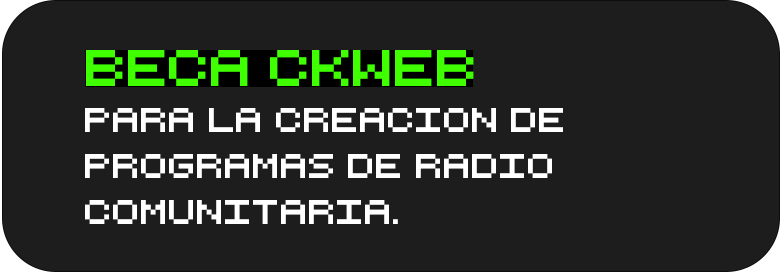 BECA CKWEB
PARA LA CREACION DE
PROGRAMAS DE RADIO
COMUNITARIA.